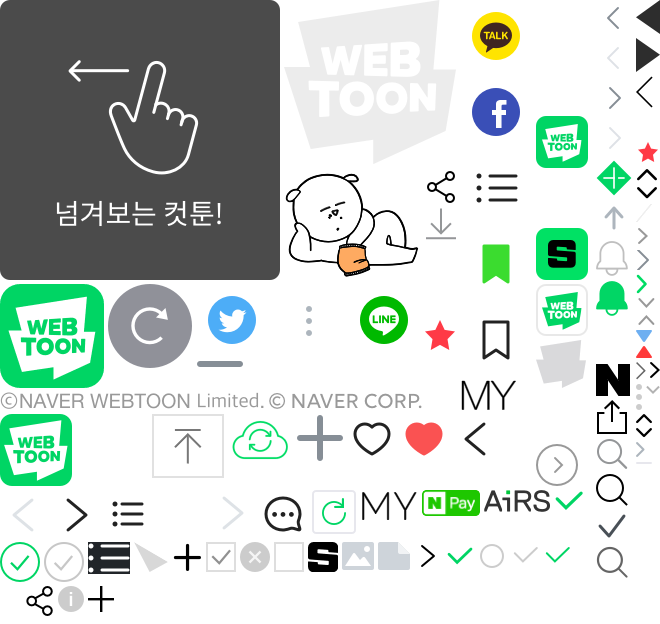 WEB
TOON
TALK
f
WEB
TOON
넘겨보는 컷툰!
S
WEB
TOON
WEB
TOON
LINE
MY
ⒸNAVER WEBTOON Limited. © NAVER CORP.
N
WEB
TOON
MY
N Pay
AiRS
S
i